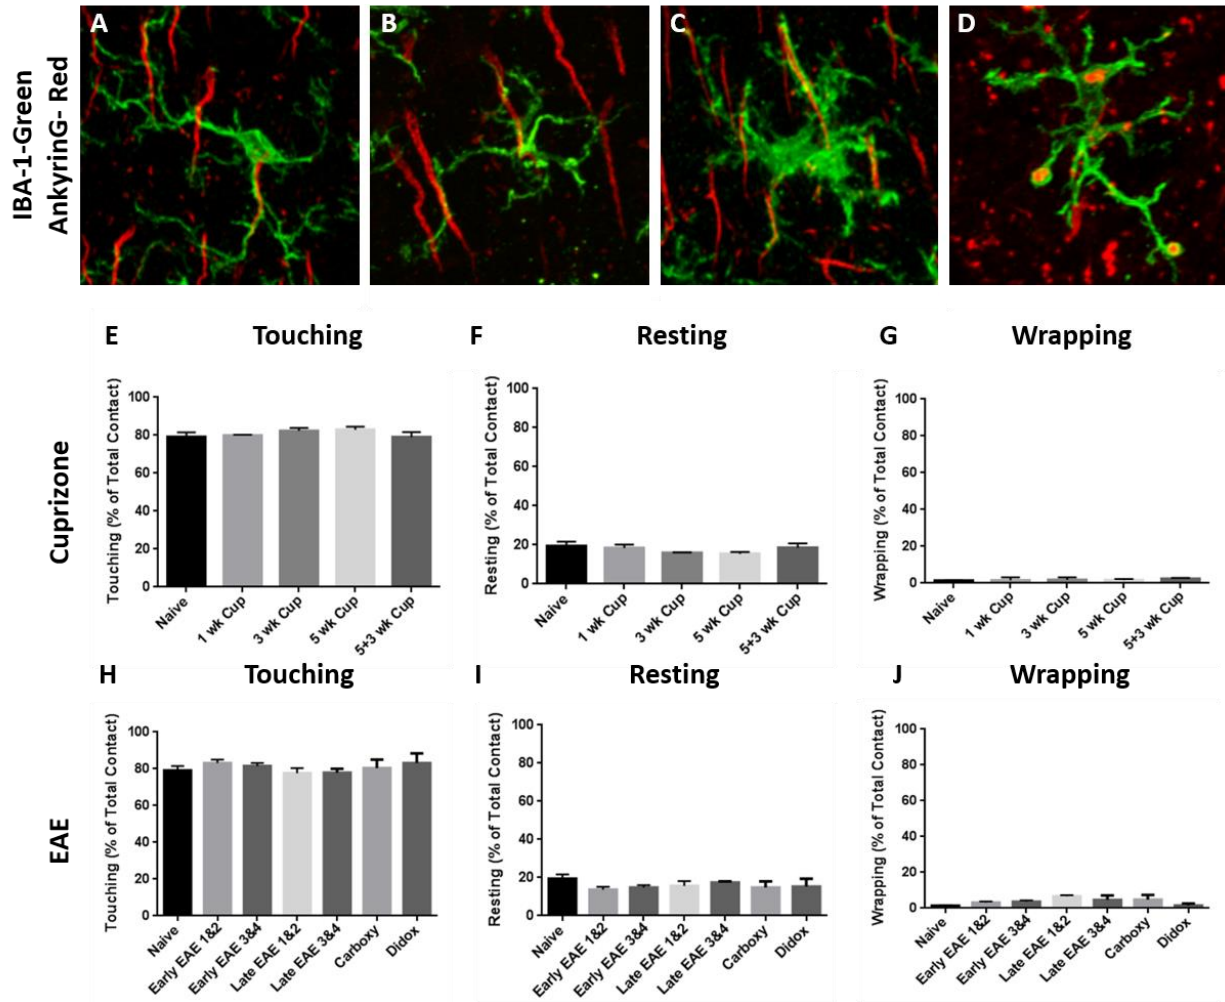 IBA-1-Green
AnkyrinG- Red
A
B
C
D
E
Touching
F
Resting
G
Wrapping
Cuprizone
Touching (% of Total Contact)
100
80
60
40
20
0
Naive
1 wk Cup
3 wk Cup
5 wk Cup
5+3 wk Cup
Resting (% of Total Contact)
100
80
60
40
20
0
Naive
1 wk Cup
3 wk Cup
5 wk Cup
5+3 wk Cup
Wrapping (% of Total Contact)
100
80
60
40
20
0
Naive
1 wk Cup
3 wk Cup
5 wk Cup
5+3 wk Cup
H
Touching
I
Resting
J
Wrapping
EAE
Touching (% of Total Contact)
100
80
60
40
20
0
Naive
Early EAE 1&2
Early EAE 3&4
Late EAE 1&2
Late EAE 3&4
Carboxy
Didox
Resting (% of Total Contact)
100
80
60
40
20
0
Naive
Early EAE 1&2
Early EAE 3&4
Late EAE 1&2
Late EAE 3&4
Carboxy
Didox
Wrapping (% of Total Contact)
100
80
60
40
20
0
Naive
Early EAE 1&2
Early EAE 3&4
Late EAE 1&2
Late EAE 3&4
Carboxy
Didox